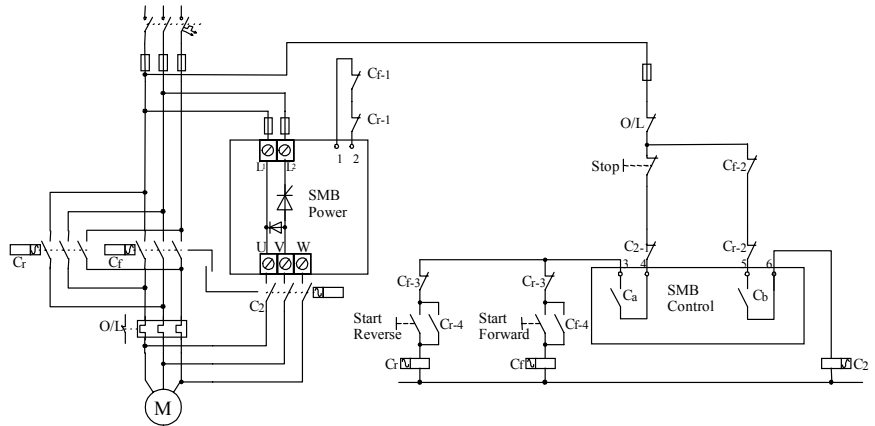 Cf-1
Cr-1
1 2
L1 L2
SMB
Power
U V W
Cr
Cf
C2
O/L
M
O/L
Stop
Cf-2
C2-1
Cr-2
3 4 5 6
Cf-3
Cr-3
Ca
Cb
SMB
Control
Start
Reverse
Cr-4
Start
Forward
Cf-4
Cr
Cf
C2